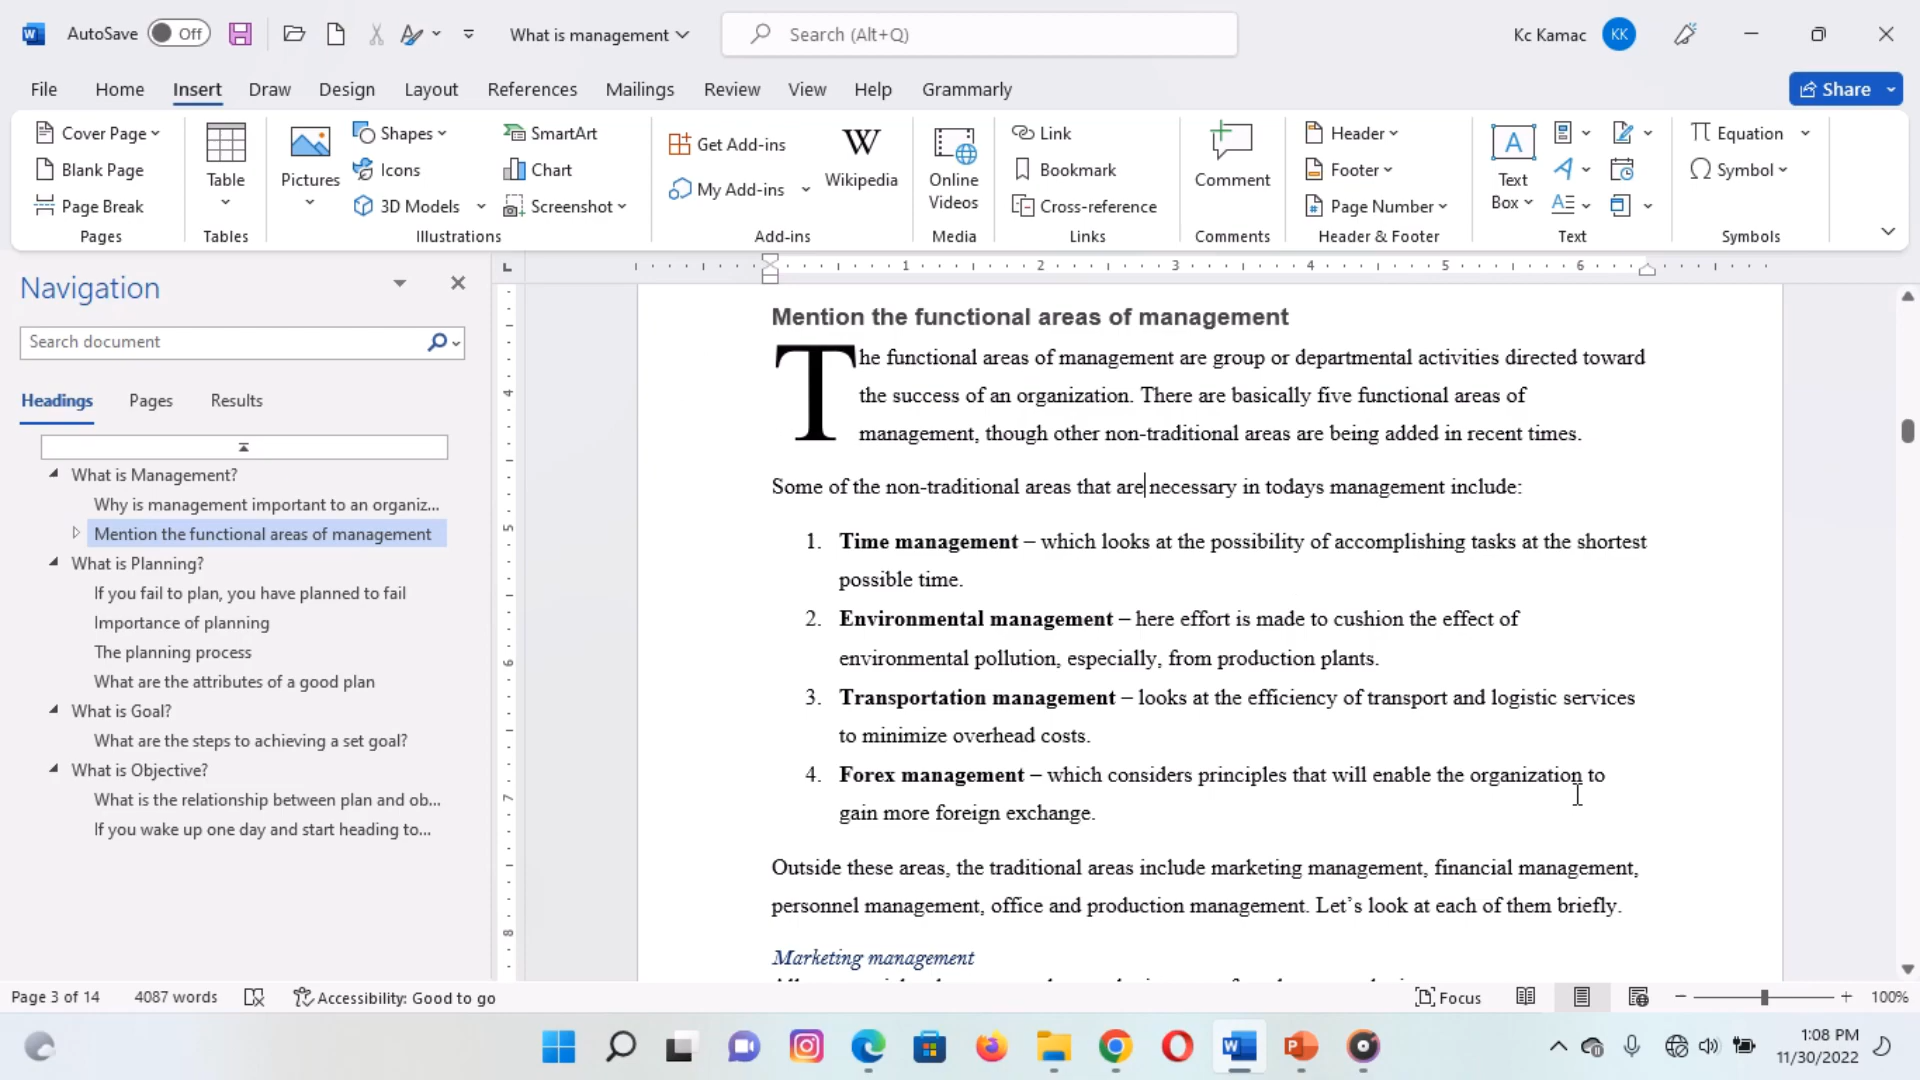 AutoSave Off What is management Search (Alt+Q) Kc Kamac KK
File Home Insert Draw Design Layout References Mailings Review View Help Grammarly Share
Cover Page
Blank Page
Page Break
Pages
Table
Tables
Pictures
Shapes
Icons
3D Models
SmartArt
Chart
Screenshot
Illustrations
Get Add-ins
My Add-ins
W
Wikipedia
Add-ins
Online
Videos
Media
Link
Bookmark
Cross-reference
Links
Comment
Comments
Header
Footer
Page Number
Header & Footer
Text
Box
Text
Equation
Symbol
Symbols
Navigation
Search document
Headings Pages Results
What is Management?
Why is management important to an organiz...
Mention the functional areas of management
What is Planning?
If you fail to plan, you have planned to fail
Importance of planning
The planning process
What are the attributes of a good plan
What is Goal?
What are the steps to achieving a set goal?
What is Objective?
What is the relationship between plan and ob...
If you wake up one day and start heading to...
1 2 3 4 5 6
4
5
6
7
8
Mention the functional areas of management
The functional areas of management are group or departmental activities directed toward
the success of an organization. There are basically five functional areas of
management, though other non-traditional areas are being added in recent times.
Some of the non-traditional areas that are necessary in todays management include:
1. Time management – which looks at the possibility of accomplishing tasks at the shortest
possible time.
2. Environmental management – here effort is made to cushion the effect of
environmental pollution, especially, from production plants.
3. Transportation management – looks at the efficiency of transport and logistic services
to minimize overhead costs.
4. Forex management – which considers principles that will enable the organization to
gain more foreign exchange.
Outside these areas, the traditional areas include marketing management, financial management,
personnel management, office and production management. Let’s look at each of them briefly.
Marketing management
Page 3 of 14 4087 words Accessibility: Good to go Focus 100%
1:08 PM
11/30/2022